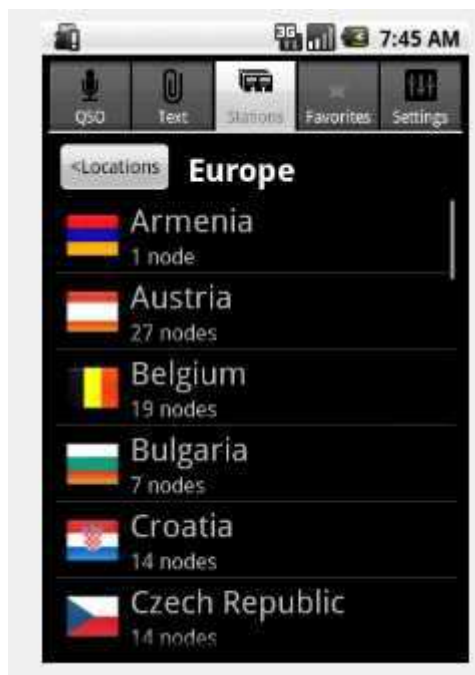 3G
7:45 AM
QSO
Text
Stations
Favorites
Settings
<Locations
Europe
Armenia
1 node
Austria
27 nodes
Belgium
19 nodes
Bulgaria
7 nodes
Croatia
14 nodes
Czech Republic
14 nodes